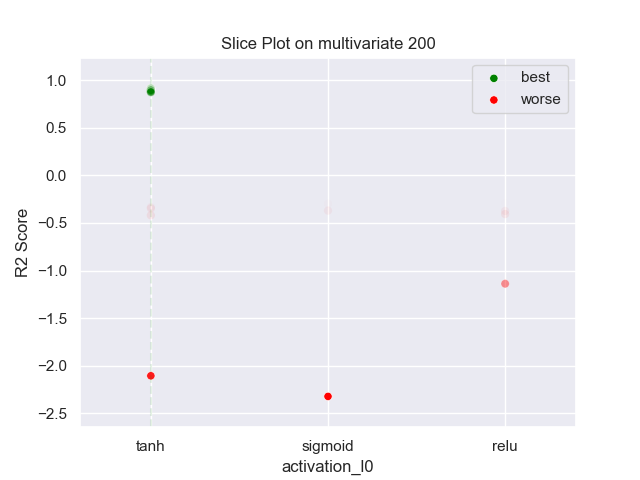 Slice Plot on multivariate 200
best
worse
1.0
0.5
0.0
−0.5
−1.0
−1.5
−2.0
−2.5
R2 Score
tanh
sigmoid
relu
activation_l0